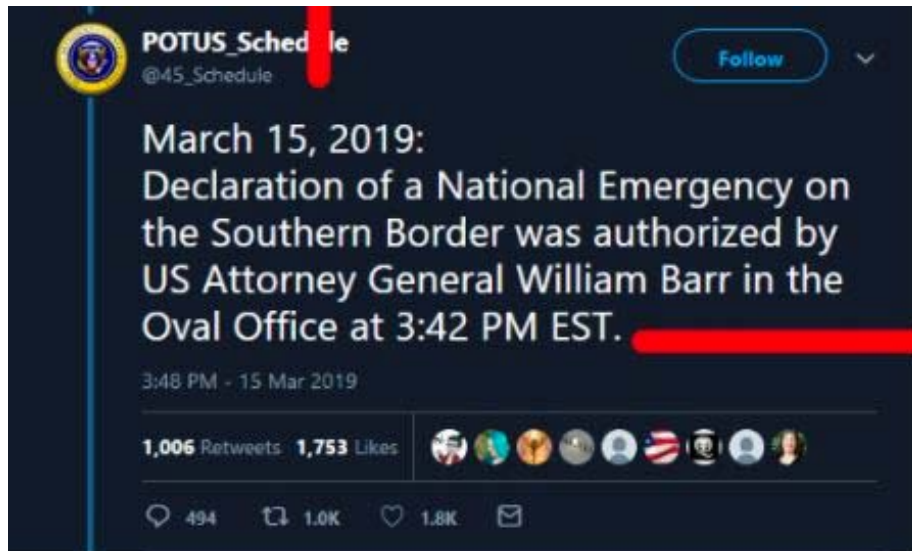 POTUS_Sched le
@45_Schedule
Follow
March 15, 2019:
Declaration of a National Emergency on
the Southern Border was authorized by
US Attorney General William Barr in the
Oval Office at 3:42 PM EST.
3:48 PM - 15 Mar 2019
1,006 Retweets 1,753 Likes
494 1.0K 1.8K